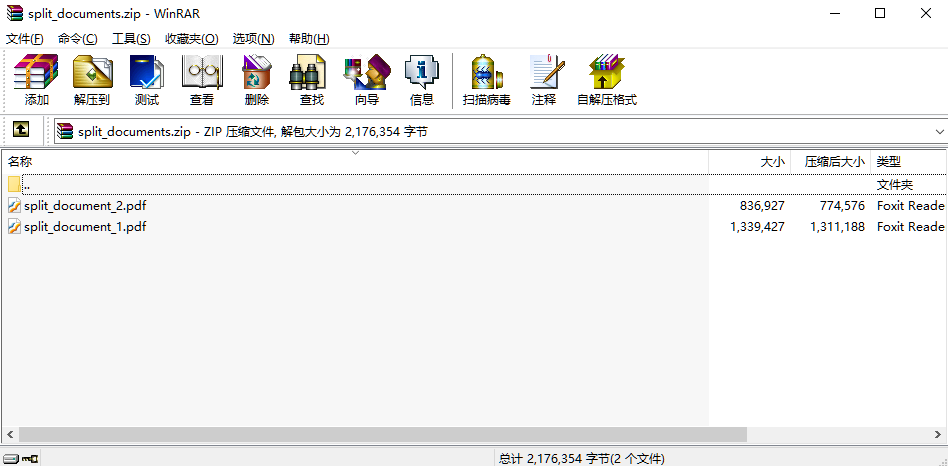 split_documents.zip - WinRAR
文件(F) 命令(C) 工具(S) 收藏夹(O) 选项(N) 帮助(H)
添加 解压到 测试 查看 删除 查找 向导 信息 扫描病毒 注释 自解压格式
split_documents.zip - ZIP 压缩文件, 解包大小为 2,176,354 字节
名称 大小 压缩后大小 类型
.. 文件夹
split_document_2.pdf 836,927 774,576 Foxit Reade
split_document_1.pdf 1,339,427 1,311,188 Foxit Reade
总计 2,176,354 字节(2 个文件)